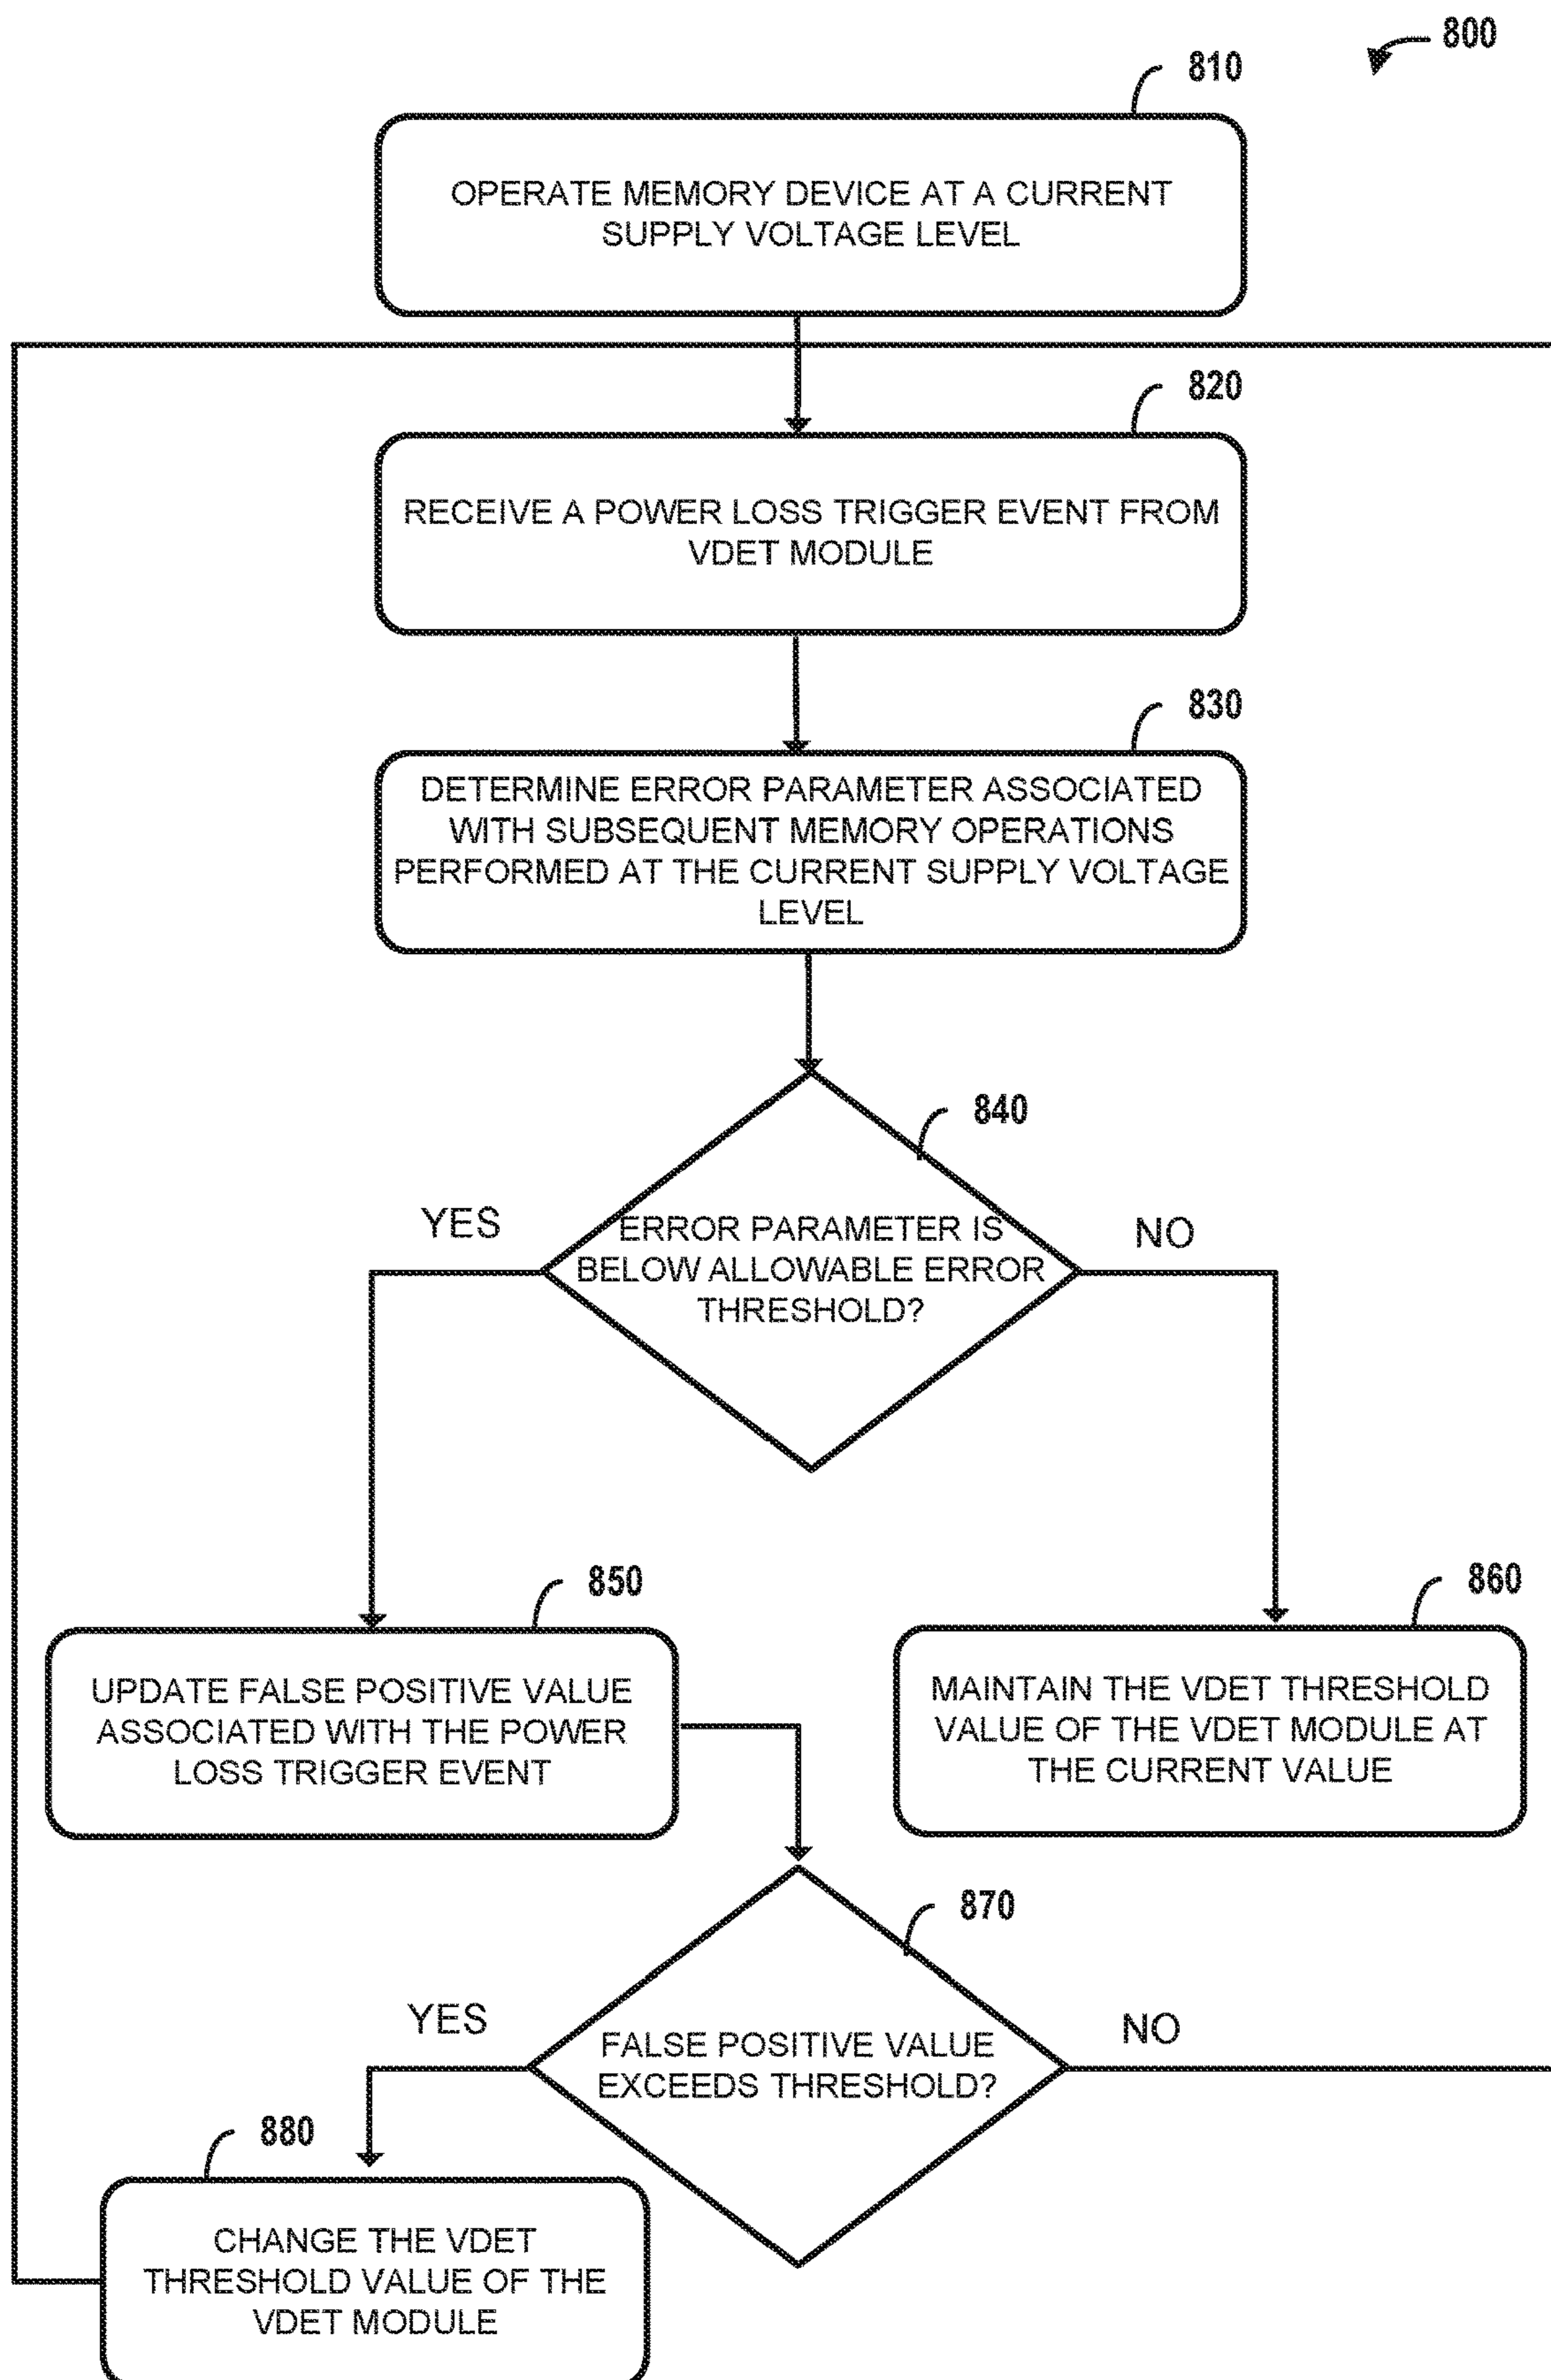 800
810
OPERATE MEMORY DEVICE AT A CURRENT
SUPPLY VOLTAGE LEVEL
820
RECEIVE A POWER LOSS TRIGGER EVENT FROM
VDET MODULE
830
DETERMINE ERROR PARAMETER ASSOCIATED
WITH SUBSEQUENT MEMORY OPERATIONS
PERFORMED AT THE CURRENT SUPPLY VOLTAGE
LEVEL
840
YES
NO
ERROR PARAMETER IS
BELOW ALLOWABLE ERROR
THRESHOLD?
850
UPDATE FALSE POSITIVE VALUE
ASSOCIATED WITH THE POWER
LOSS TRIGGER EVENT
860
MAINTAIN THE VDET THRESHOLD
VALUE OF THE VDET MODULE AT
THE CURRENT VALUE
870
YES
NO
FALSE POSITIVE VALUE
EXCEEDS THRESHOLD?
880
CHANGE THE VDET
THRESHOLD VALUE OF THE
VDET MODULE